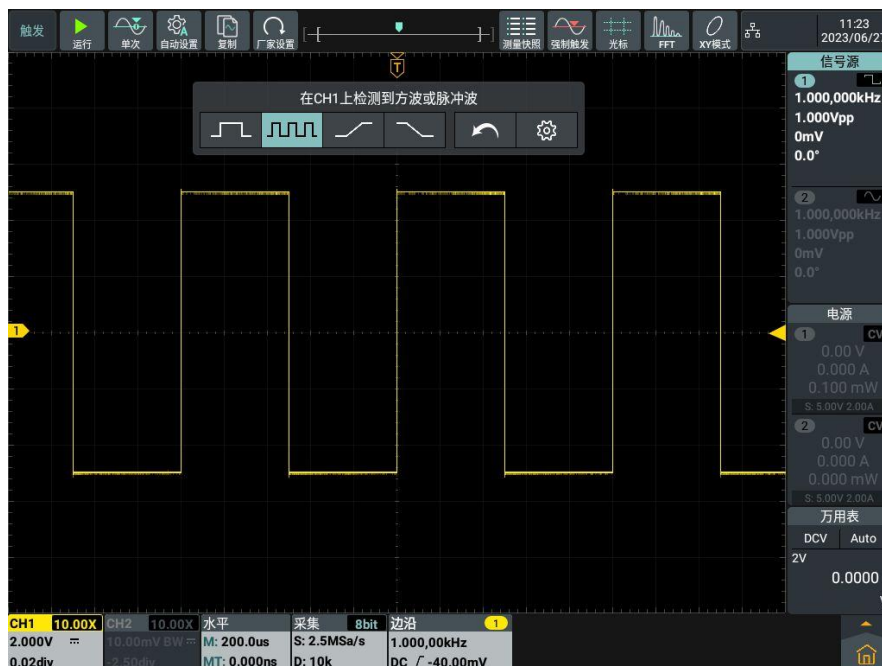 触发
运行
单次
自动设置
复制
厂家设置
测量快照
强制触发
光标
FFT
XY模式
11:23
2023/06/27
T
在CH1上检测到方波或脉冲波
1
信号源
1
1.000,000kHz
1.000Vpp
0mV
0.0°
2
1.000,000kHz
1.000Vpp
0mV
0.0°
电源
1 CV
0.00 V
0.000 A
0.100 mW
S: 5.00V 2.00A
2 CV
0.00 V
0.000 A
0.000 mW
S: 5.00V 2.00A
万用表
DCV Auto
2V
0.0000
CH1 10.00X
2.000V
0.02div
CH2 10.00X
10.00mV BW
-2.50div
水平
M: 200.0us
MT: 0.000ns
采集 8bit
S: 2.5MSa/s
D: 10k
边沿 1
1.000,00kHz
DC -40.00mV